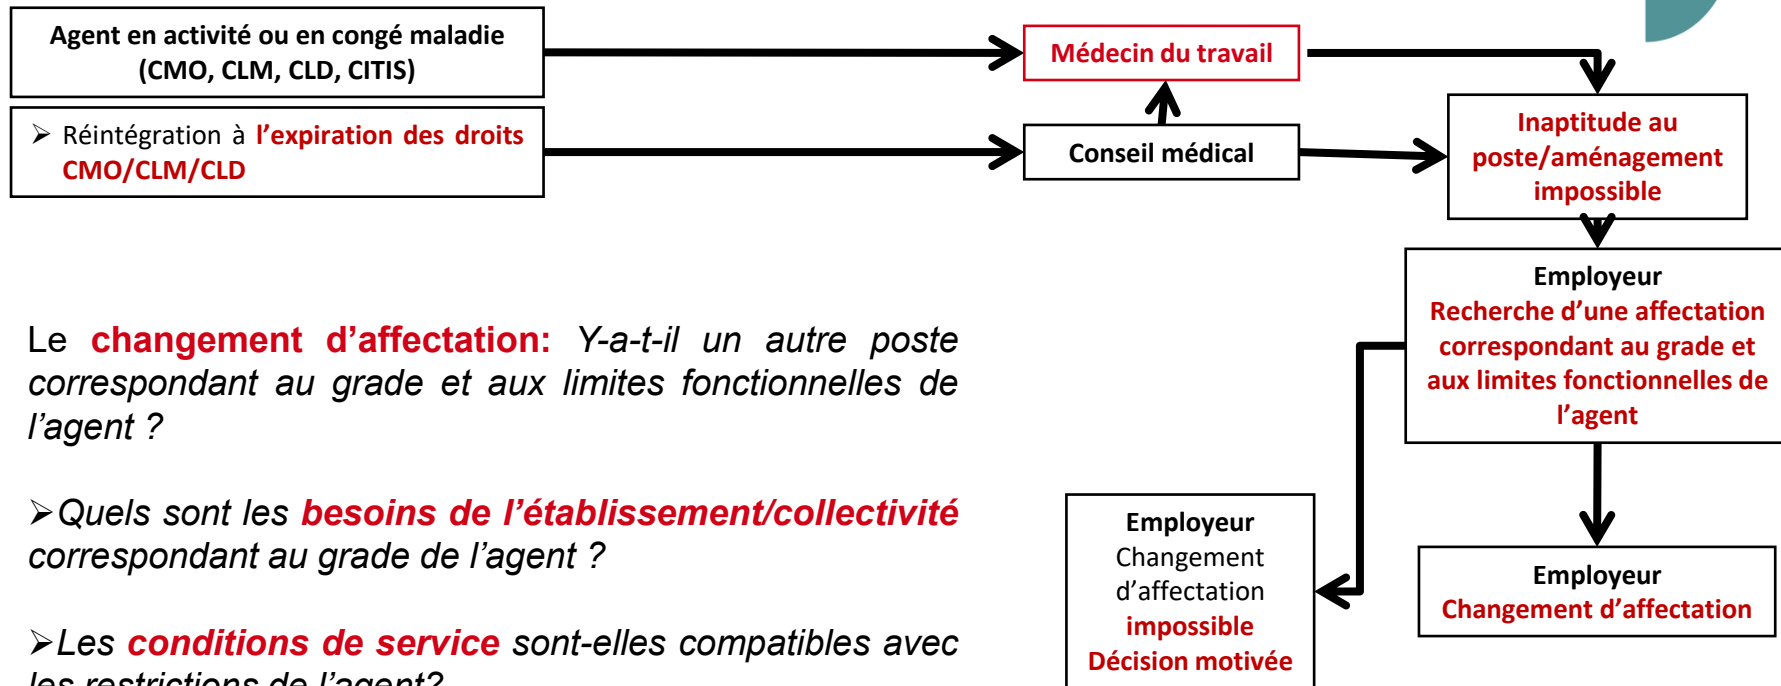 Agent en activité ou en congé maladie
(CMO, CLM, CLD, CITIS)
Médecin du travail
➢ Réintégration à l’expiration des droits
CMO/CLM/CLD
Conseil médical
Inaptitude au
poste/aménagement
impossible
Employeur
Recherche d’une affectation
correspondant au grade et
aux limites fonctionnelles de
l’agent
Le changement d’affectation: Y-a-t-il un autre poste
correspondant au grade et aux limites fonctionnelles de
l’agent ?
➢Quels sont les besoins de l’établissement/collectivité
correspondant au grade de l’agent ?
➢Les conditions de service sont-elles compatibles avec
les restrictions de l’agent?
Employeur
Changement
d’affectation
impossible
Décision motivée
Employeur
Changement d’affectation